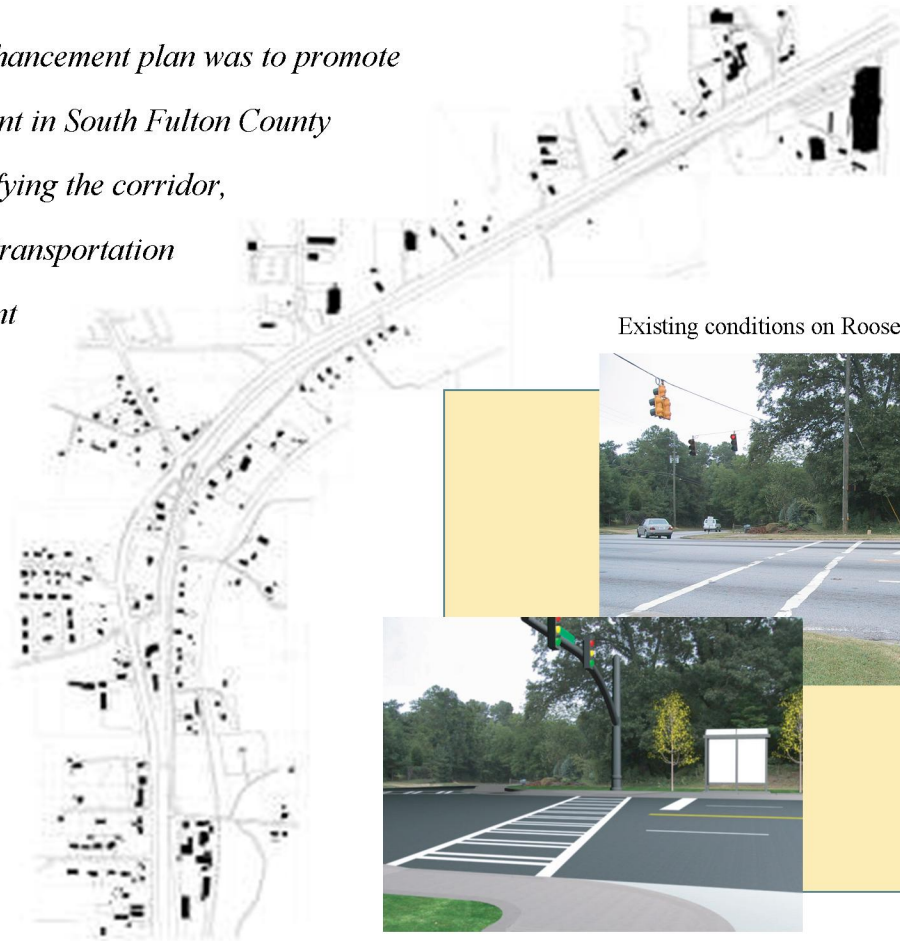 hancement plan was to promote
nt in South Fulton County
fying the corridor,
ransportation
nt
Existing conditions on Roose